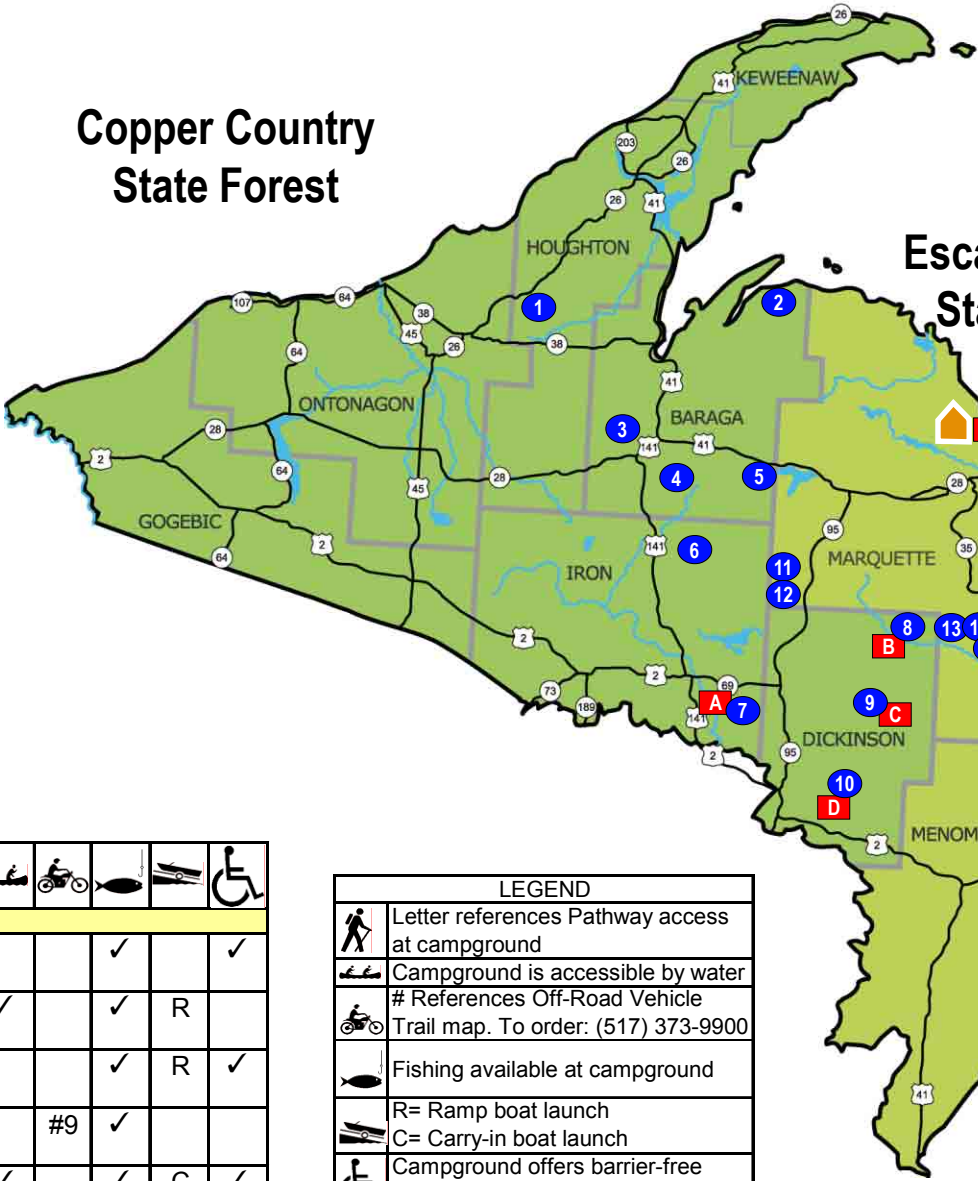 Copper Country
State Forest
26
41
KEWEENAW
203
26
26
41
HOUGHTON
Esca
Sta
107
64
38
1
2
45
26
38
64
41
ONTONAGON
BARAGA
28
3
141
41
2
64
45
28
4
5
28
GOGEBIC
95
64
2
141
6
35
IRON
11
MARQUETTE
12
2
8
13
1
B
2
69
73
189
A
7
9
C
141
2
95
DICKINSON
10
D
2
MENOM
41
✓ ✓
✓ ✓ R
✓ R ✓
#9 ✓
✓ ✓ C ✓
LEGEND
Letter references Pathway access
at campground
Campground is accessible by water
# References Off-Road Vehicle
Trail map. To order: (517) 373-9900
Fishing available at campground
R= Ramp boat launch
C= Carry-in boat launch
Campground offers barrier-free